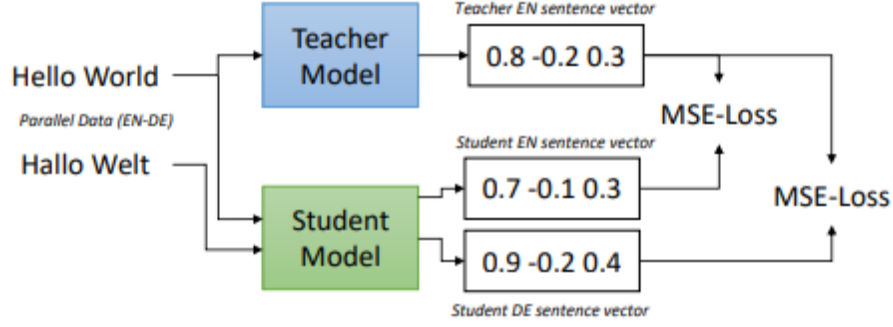 Teacher EN sentence vector
Teacher
Model
0.8 -0.2 0.3
Hello World
Parallel Data (EN-DE)
MSE-Loss
Hallo Welt
Student EN sentence vector
0.7 -0.1 0.3
MSE-Loss
Student
Model
0.9 -0.2 0.4
Student DE sentence vector